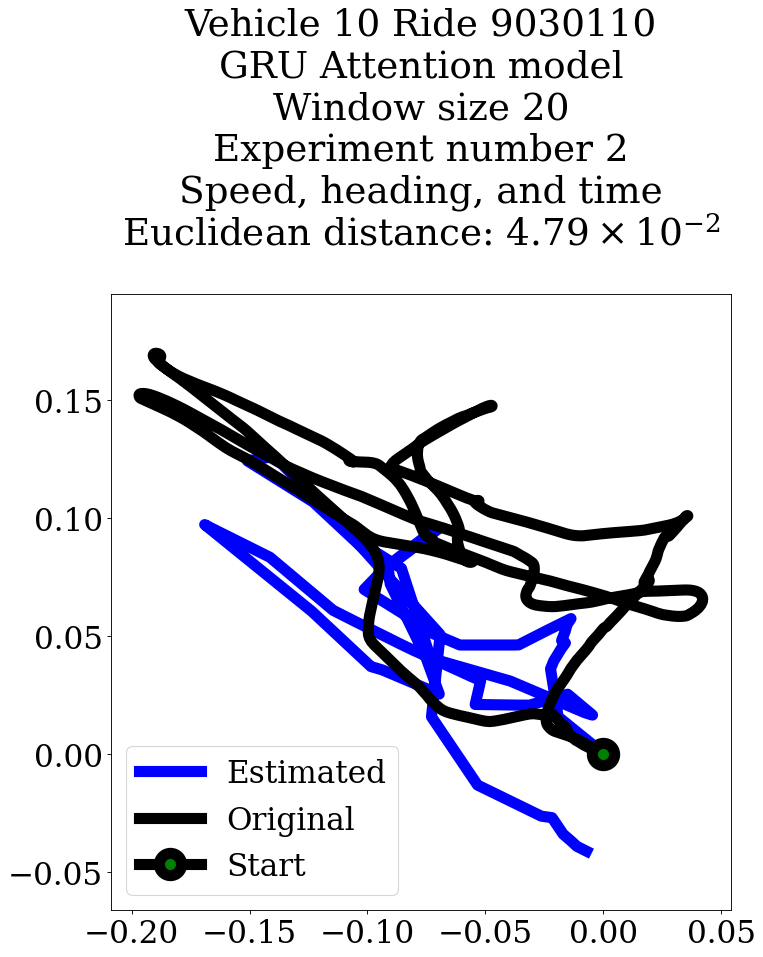 Vehicle 10 Ride 9030110
GRU Attention model
Window size 20
Experiment number 2
Speed, heading, and time
Euclidean distance: 4.79 × 10⁻²
0.15
0.10
0.05
0.00
−0.05
Estimated
Original
Start
−0.20 −0.15 −0.10 −0.05 0.00 0.05